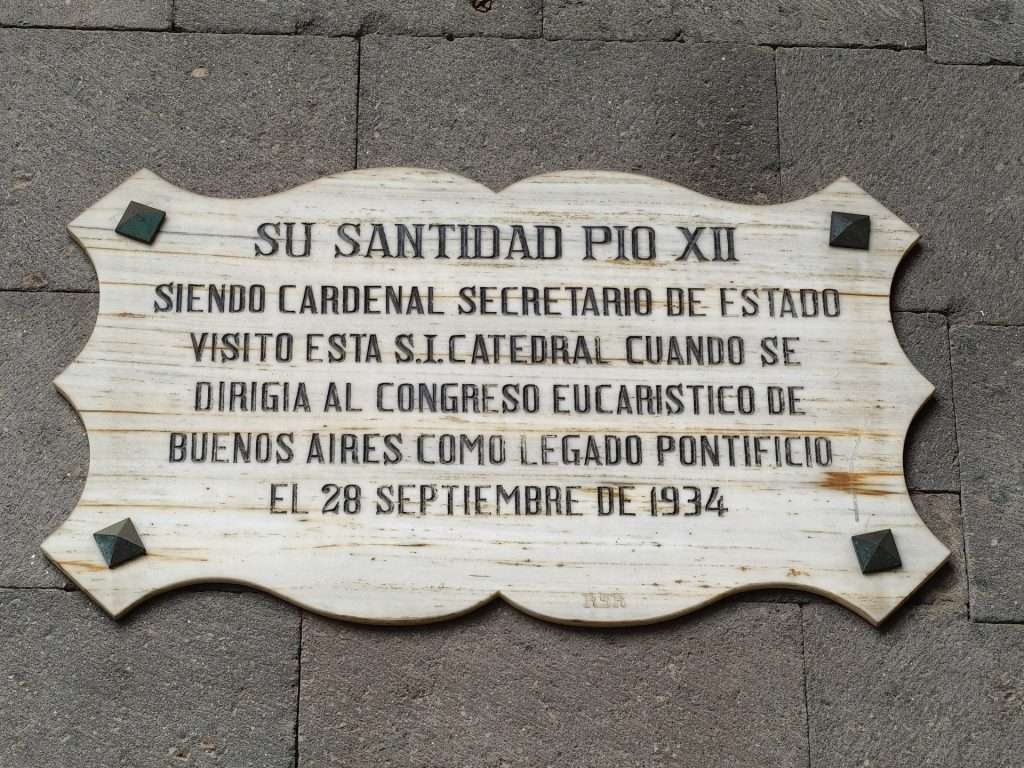 SU SANTIDAD PIO XII
SIENDO CARDENAL SECRETARIO DE ESTADO
VISITO ESTA S.I.CATEDRAL CUANDO SE
DIRIGIA AL CONGRESO EUCARISTICO DE
BUENOS AIRES COMO LEGADO PONTIFICIO
EL 28 SEPTIEMBRE DE 1934